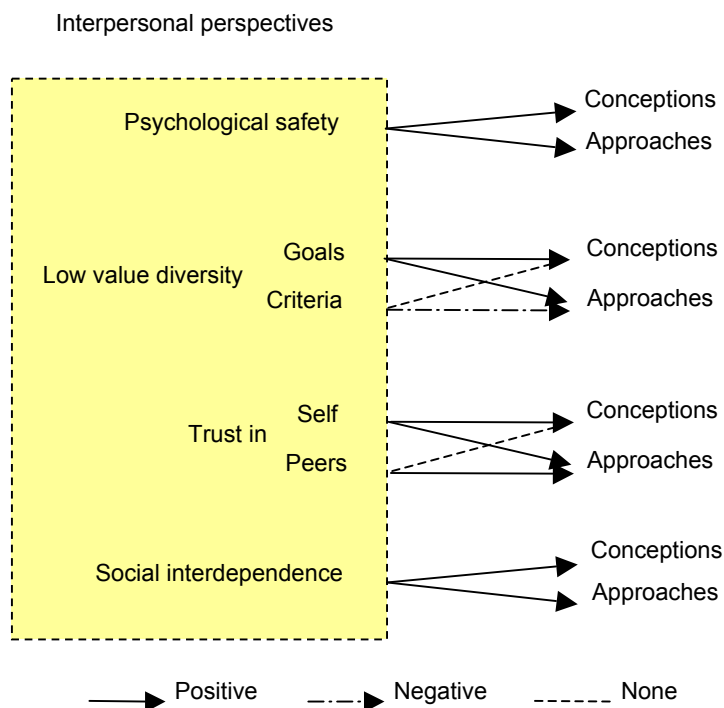 Interpersonal perspectives
Conceptions
Psychological safety
Approaches
Goals
Conceptions
Low value diversity
Criteria
Approaches
Self
Conceptions
Trust in
Peers
Approaches
Conceptions
Social interdependence
Approaches
Positive Negative None